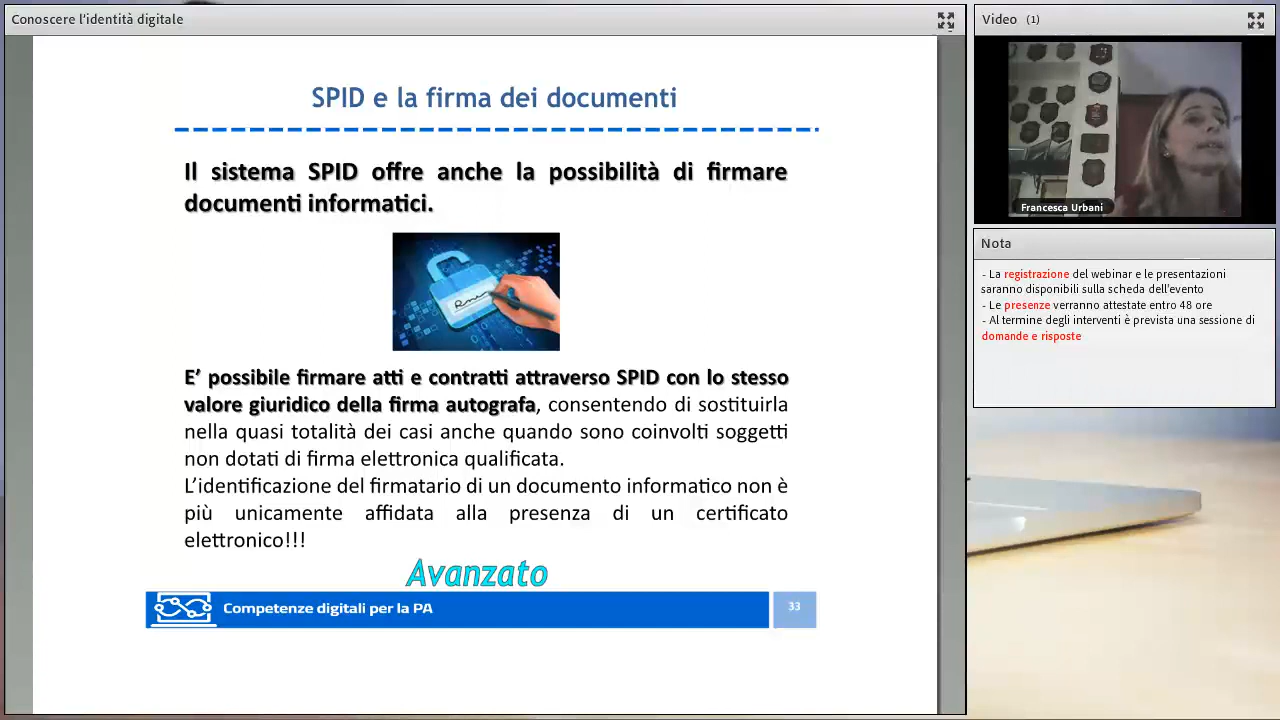 Conoscere l'identità digitale
SPID e la firma dei documenti
Il sistema SPID offre anche la possibilità di firmare
documenti informatici.
E' possibile firmare atti e contratti attraverso SPID con lo stesso
valore giuridico della firma autografa, consentendo di sostituirla
nella quasi totalità dei casi anche quando sono coinvolti soggetti
non dotati di firma elettronica qualificata.
L'identificazione del firmatario di un documento informatico non è
più unicamente affidata alla presenza di un certificato
elettronico!!!
Avanzato
Competenze digitali per la PA
33
Video (1)
Francesca Urbani
Nota
- La registrazione del webinar e le presentazioni
saranno disponibili sulla scheda dell'evento
- Le presenze verranno attestate entro 48 ore
- Al termine degli interventi è prevista una sessione di
domande e risposte